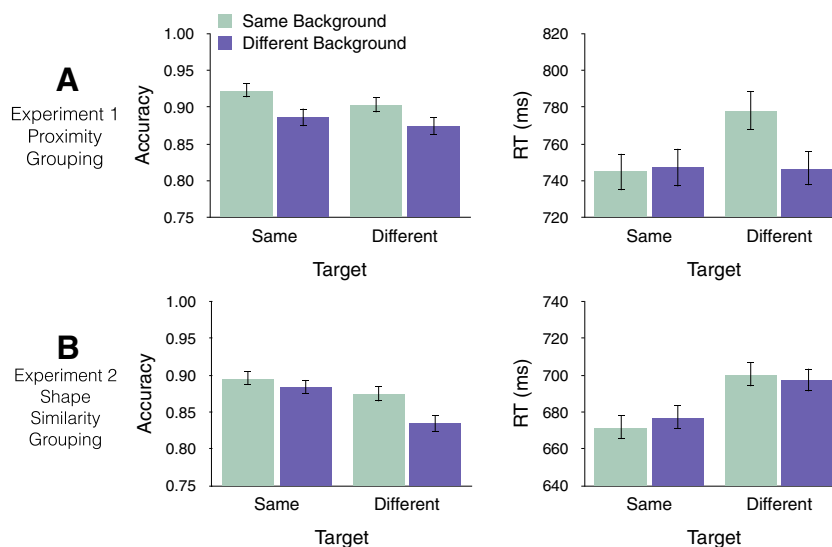 Same Background
Different Background
A
Experiment 1
Proximity
Grouping
Accuracy
1.00
0.95
0.90
0.85
0.80
0.75
Same Different
Target
RT (ms)
820
800
780
760
740
720
Same Different
Target
B
Experiment 2
Shape
Similarity
Grouping
Accuracy
1.00
0.95
0.90
0.85
0.80
0.75
Same Different
Target
RT (ms)
740
720
700
680
660
640
Same Different
Target